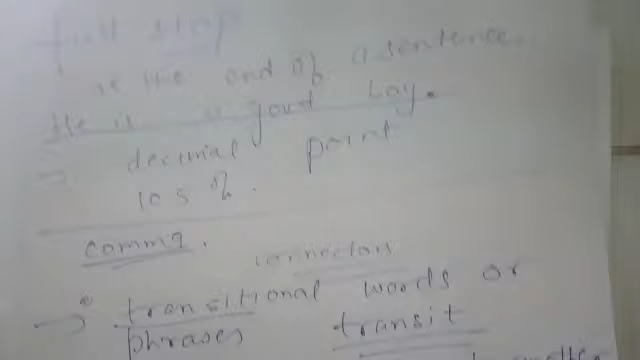 full stop
is the end of a sentence.
He is a good boy.
→ decimal point
10.5 %.
comma.
connectors
→ transitional words or
phrases transit